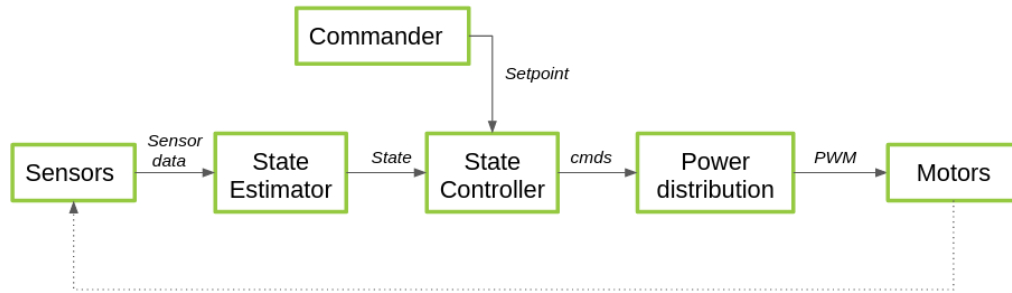 Commander
Setpoint
Sensors
Sensor
data
State
Estimator
State
State
Controller
cmds
Power
distribution
PWM
Motors